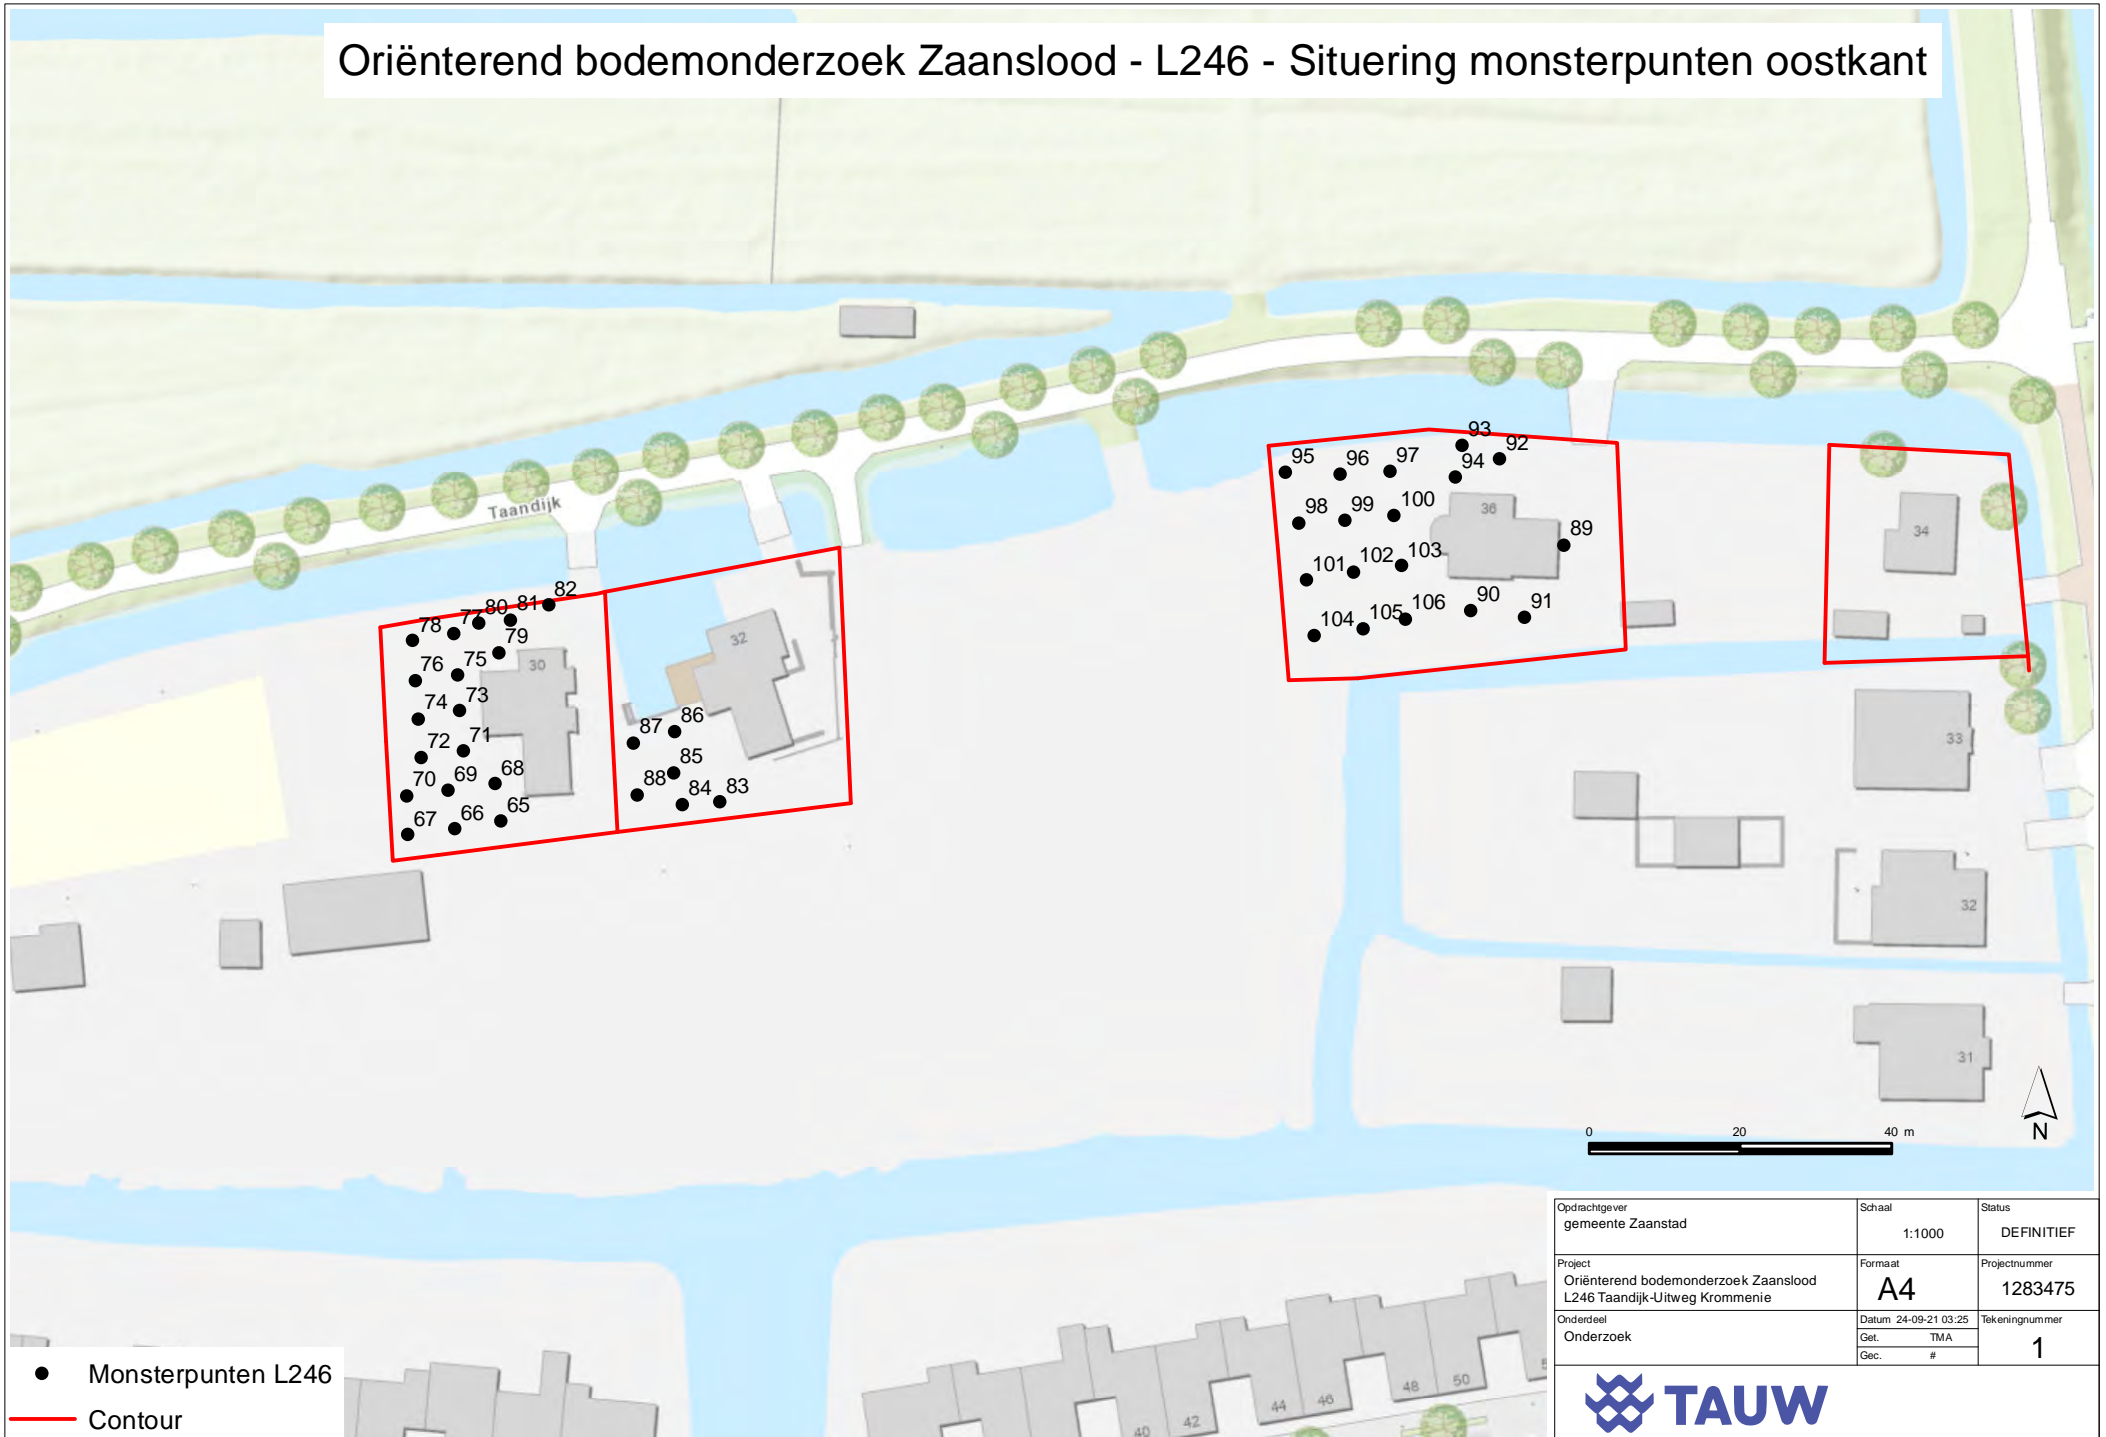 Oriënterend bodemonderzoek Zaanslood - L246 - Situering monsterpunten oostkant
Taandijk
93
92
95
96
97
94
98
99
100
36
89
34
101
102
103
104
105
106
90
91
82
81
80
77
78
79
76
75
30
32
74
73
72
71
70
69
68
67
66
65
87
86
85
88
84
83
33
32
31
N
0 20 40 m
40
42
44
46
48
50
Monsterpunten L246
Contour
Opdrachtgever
gemeente Zaanstad
Schaal
1:1000
Status
DEFINITIEF
Project
Oriënterend bodemonderzoek Zaanslood
L246 Taandijk-Uitweg Krommenie
Formaat
A4
Projectnummer
1283475
Onderdeel
Onderzoek
Datum 24-09-21 03:25
Get. TMA
Gec. #
Tekeningnummer
1
TAUW